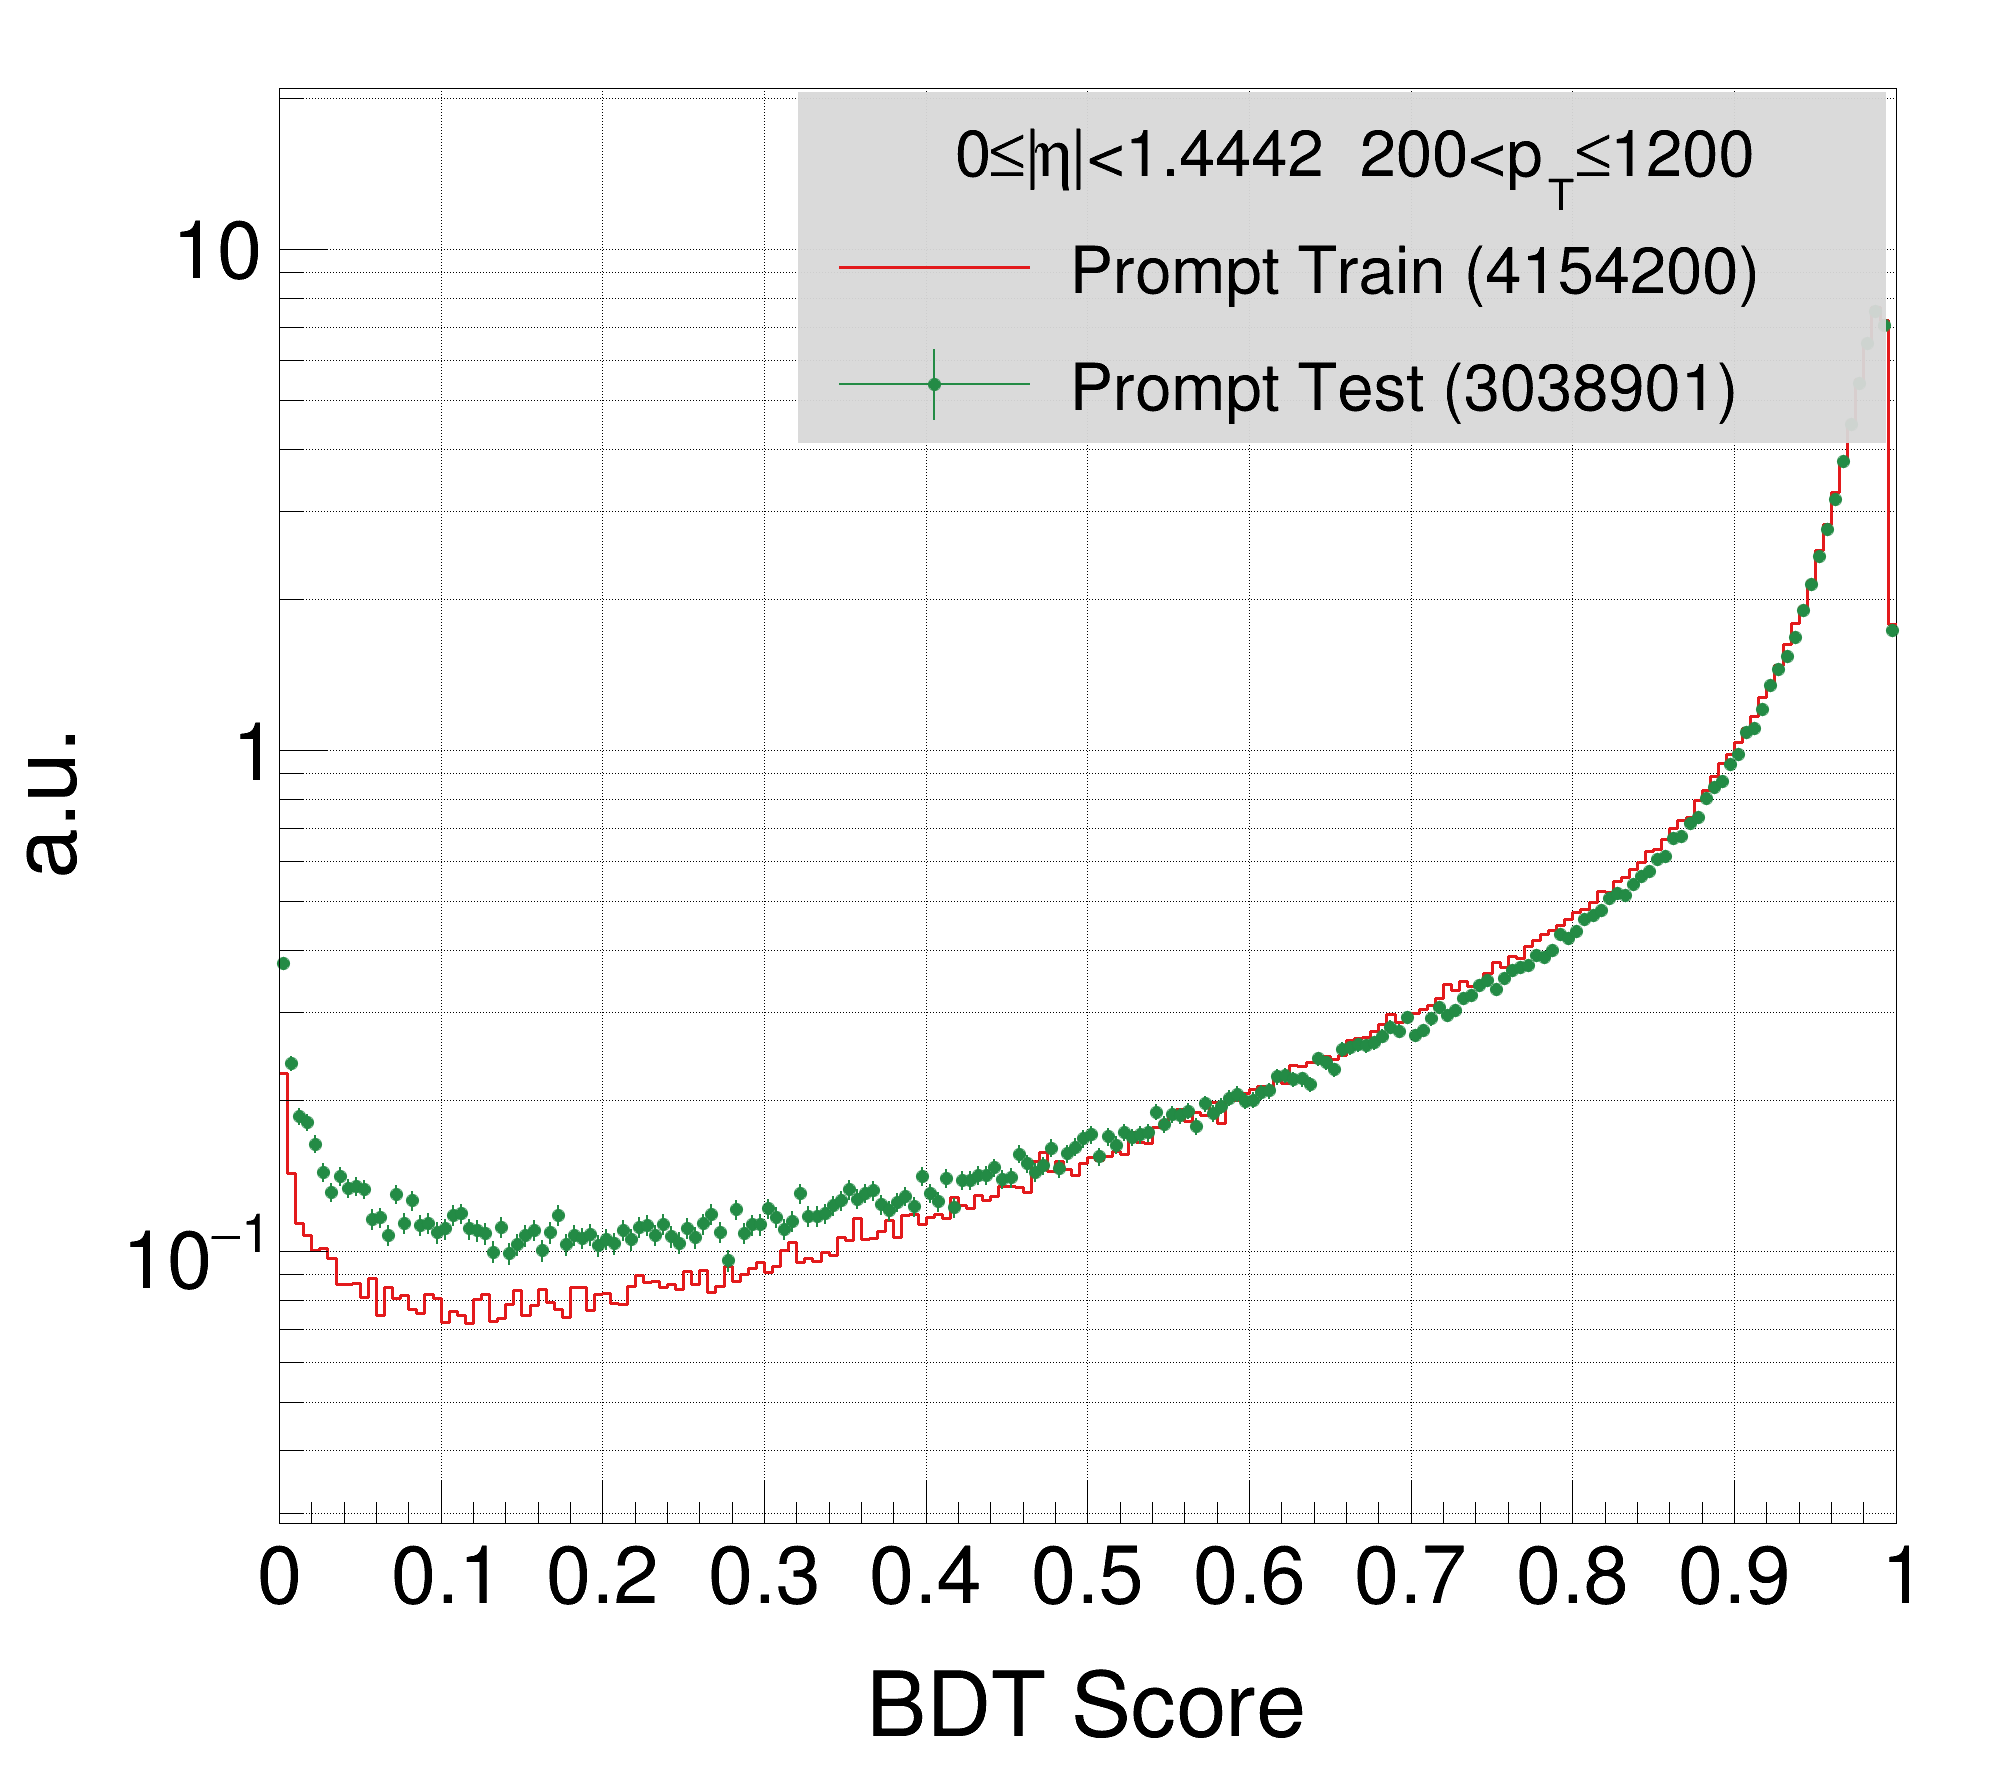 0≤|η|<1.4442 200<p_T≤1200
Prompt Train (4154200)
Prompt Test (3038901)
a.u.
10
1
10⁻¹
0 0.1 0.2 0.3 0.4 0.5 0.6 0.7 0.8 0.9 1
BDT Score